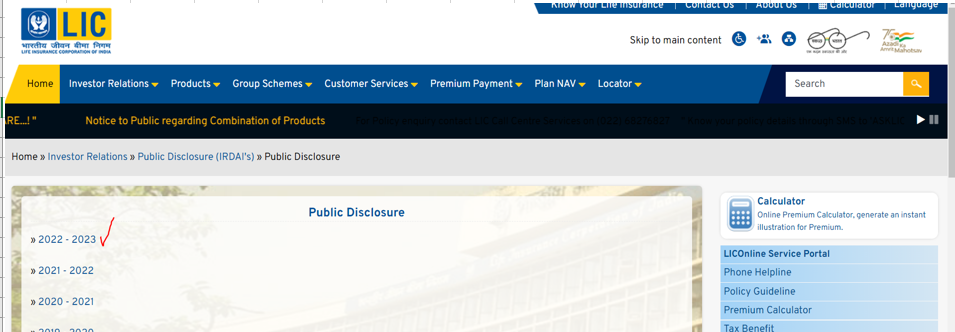 Know Your Life Insurance | Contact Us | About Us | Calculator | Language
LIC
भारतीय जीवन बीमा निगम
LIFE INSURANCE CORPORATION OF INDIA
Skip to main content
Azadi Ka
Amrit Mahotsav
Home Investor Relations Products Group Schemes Customer Services Premium Payment Plan NAV Locator
Search
ARE...! " Notice to Public regarding Combination of Products
Home » Investor Relations » Public Disclosure (IRDAI's) » Public Disclosure
Public Disclosure
» 2022 - 2023
» 2021 - 2022
» 2020 - 2021
» 2019 - 2020
Calculator
Online Premium Calculator, generate an instant
illustration for Premium.
LICOnline Service Portal
Phone Helpline
Policy Guideline
Premium Calculator
Tax Benefit